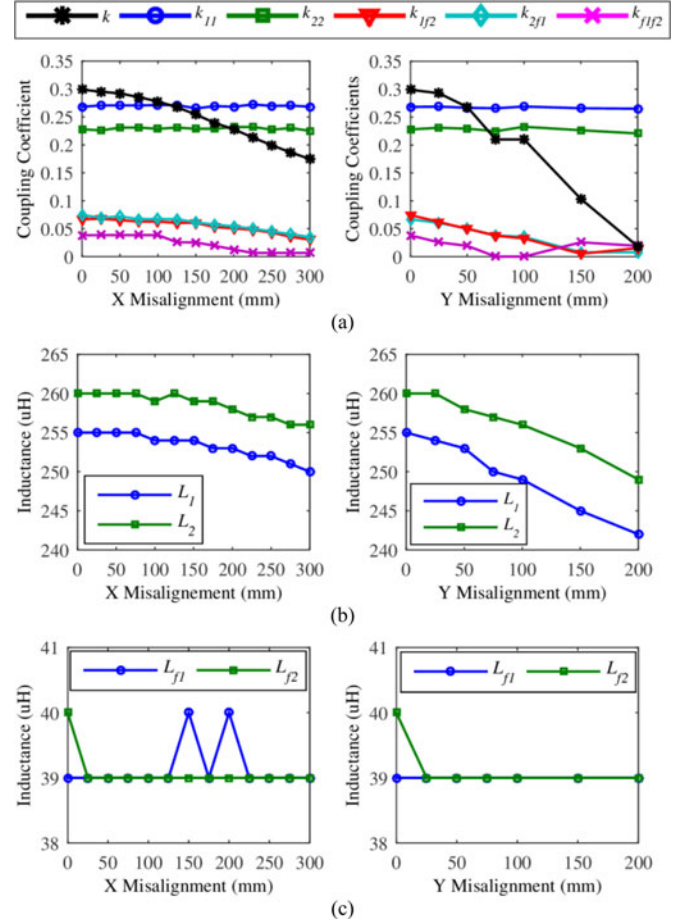 k k11 k22 k1f2 k2f1 kf1f2
Coupling Coefficient
0.35
0.3
0.25
0.2
0.15
0.1
0.05
0
0 50 100 150 200 250 300
X Misalignment (mm)
Coupling Coefficients
0.35
0.3
0.25
0.2
0.15
0.1
0.05
0
0 50 100 150 200
Y Misalignment (mm)
(a)
Inductance (uH)
265
260
255
250
245
240
L1
L2
0 50 100 150 200 250 300
X Misalignement (mm)
Inductance (uH)
265
260
255
250
245
240
L1
L2
0 50 100 150 200
Y Misalignment (mm)
(b)
Inductance (uH)
41
40
39
38
Lf1 Lf2
0 50 100 150 200 250 300
X Misalignment (mm)
Inductance (uH)
41
40
39
38
Lf1 Lf2
0 50 100 150 200
Y Misalignment (mm)
(c)